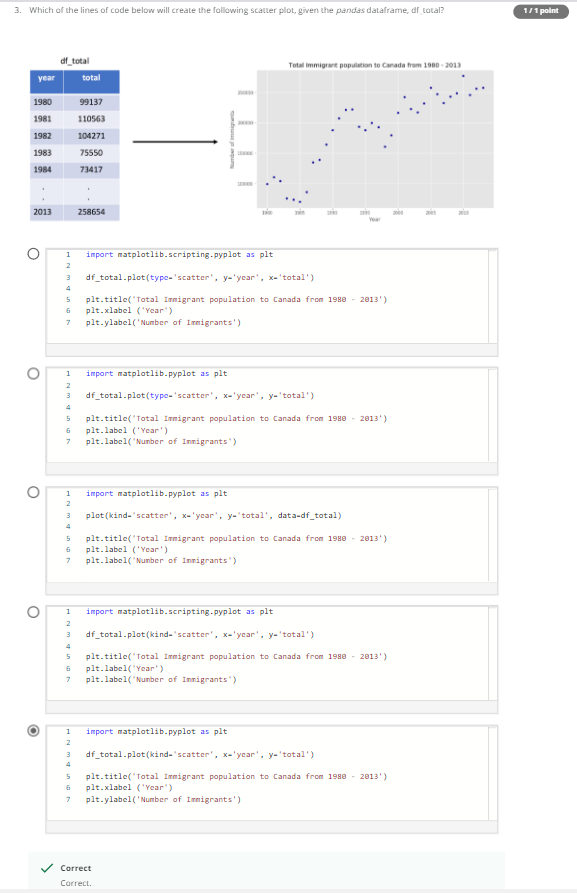 3. Which of the lines of code below will create the following scatter plot, given the pandas dataframe, df_total?
1 / 1 point
df_total
year total
1980 99137
1981 110563
1982 104271
1983 75550
1984 73417
. .
. .
2013 258654
Total Immigrant population to Canada from 1980 - 2013
Number of Immigrants
Year
1 import matplotlib.scripting.pyplot as plt
2
3 df_total.plot(type='scatter', y='year', x='total')
4
5 plt.title('Total Immigrant population to Canada from 1980 - 2013')
6 plt.xlabel ('Year')
7 plt.ylabel('Number of Immigrants')
1 import matplotlib.pyplot as plt
2
3 df_total.plot(type='scatter', x='year', y='total')
4
5 plt.title('Total Immigrant population to Canada from 1980 - 2013')
6 plt.label ('Year')
7 plt.label('Number of Immigrants')
1 import matplotlib.pyplot as plt
2
3 plot(kind='scatter', x='year', y='total', data=df_total)
4
5 plt.title('Total Immigrant population to Canada from 1980 - 2013')
6 plt.label ('Year')
7 plt.label('Number of Immigrants')
1 import matplotlib.scripting.pyplot as plt
2
3 df_total.plot(kind='scatter', x='year', y='total')
4
5 plt.title('Total Immigrant population to Canada from 1980 - 2013')
6 plt.label('Year')
7 plt.label('Number of Immigrants')
1 import matplotlib.pyplot as plt
2
3 df_total.plot(kind='scatter', x='year', y='total')
4
5 plt.title('Total Immigrant population to Canada from 1980 - 2013')
6 plt.xlabel ('Year')
7 plt.ylabel('Number of Immigrants')
Correct
Correct.